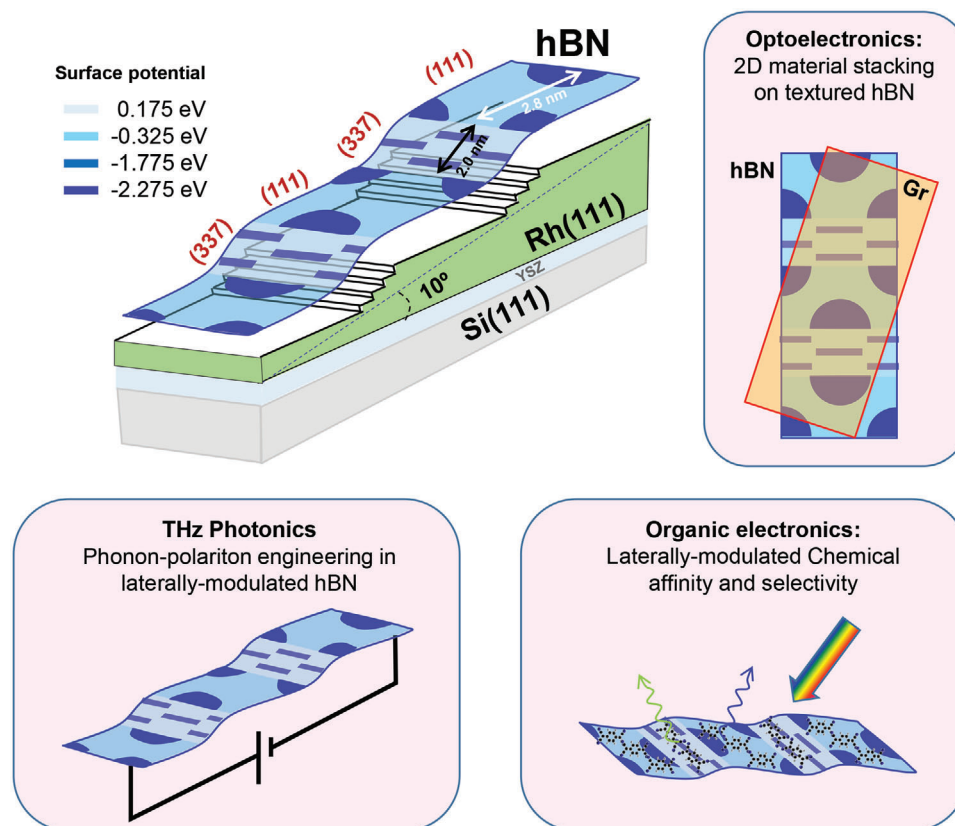 Surface potential
0.175 eV
-0.325 eV
-1.775 eV
-2.275 eV
hBN
(111)
(337)
(111)
(337)
2.8 nm
2.0 nm
10º
Rh(111)
YSZ
Si(111)
Optoelectronics:
2D material stacking
on textured hBN
hBN
Gr
THz Photonics
Phonon-polariton engineering in
laterally-modulated hBN
Organic electronics:
Laterally-modulated Chemical
affinity and selectivity